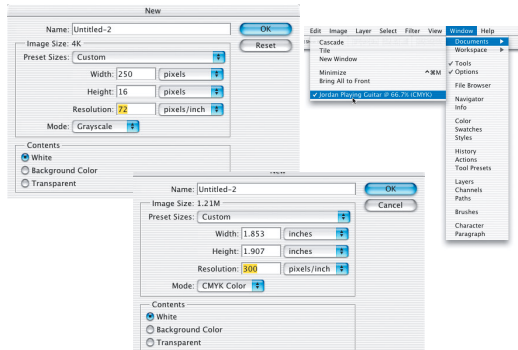 New
Name: Untitled-2
OK
Image Size: 4K
Reset
Preset Sizes: Custom
Width: 250 pixels
Height: 16 pixels
Resolution: 72 pixels/inch
Mode: Grayscale
Contents
White
Background Color
Transparent
Edit Image Layer Select Filter View Window Help
Cascade
Tile
New Window
Minimize ^⌘M
Bring All to Front
✓ Jordan Playing Guitar @ 66.7% (CMYK)
Documents ▶
Workspace ▶
✓ Tools
✓ Options
File Browser
Navigator
Info
Color
Swatches
Styles
History
Actions
Tool Presets
Layers
Channels
Paths
Brushes
Character
Paragraph
New
Name: Untitled-2
OK
Image Size: 1.21M
Cancel
Preset Sizes: Custom
Width: 1.853 inches
Height: 1.907 inches
Resolution: 300 pixels/inch
Mode: CMYK Color
Contents
White
Background Color
Transparent